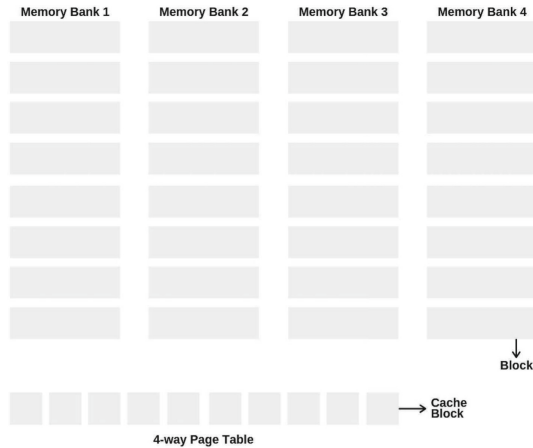 Memory Bank 1
Memory Bank 2
Memory Bank 3
Memory Bank 4
Block
Cache
Block
4-way Page Table